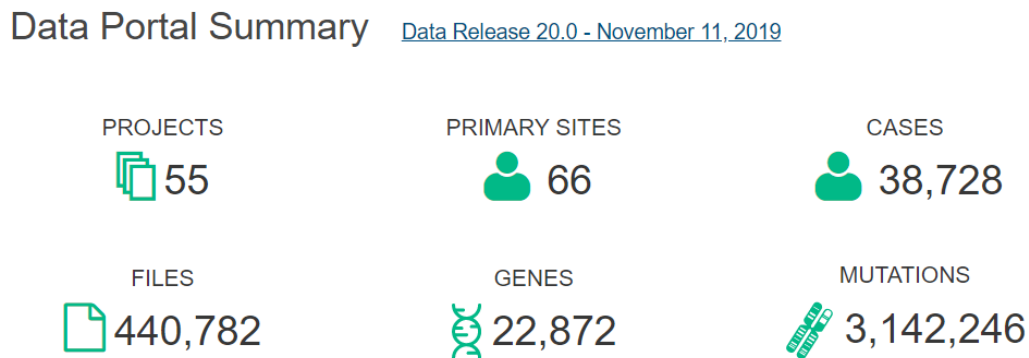 Data Portal Summary Data Release 20.0 - November 11, 2019
PROJECTS PRIMARY SITES CASES
55 66 38,728
FILES GENES MUTATIONS
440,782 22,872 3,142,246